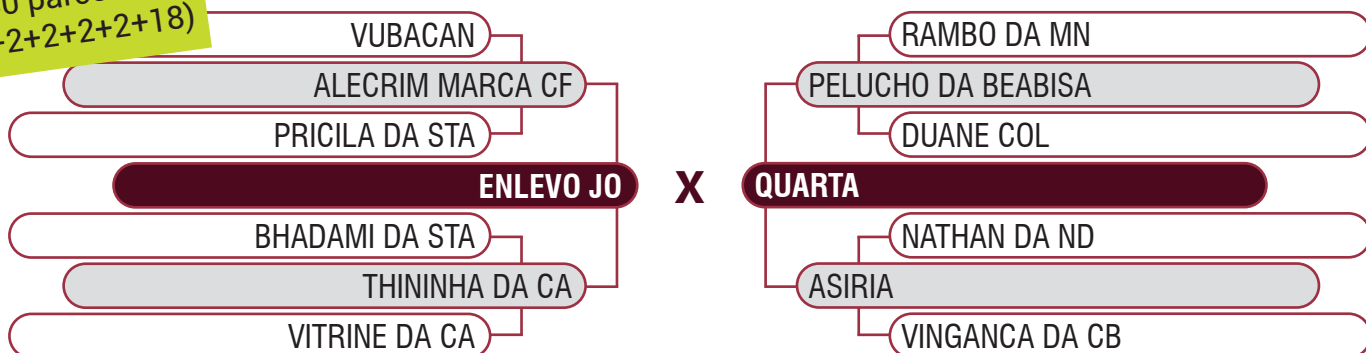 +2+2+2+2+18)
VUBACAN
ALECRIM MARCA CF
PRICILA DA STA
ENLEVO JO
BHADAMI DA STA
THININHA DA CA
VITRINE DA CA
X
RAMBO DA MN
PELUCHO DA BEABISA
DUANE COL
QUARTA
NATHAN DA ND
ASIRIA
VINGANCA DA CB